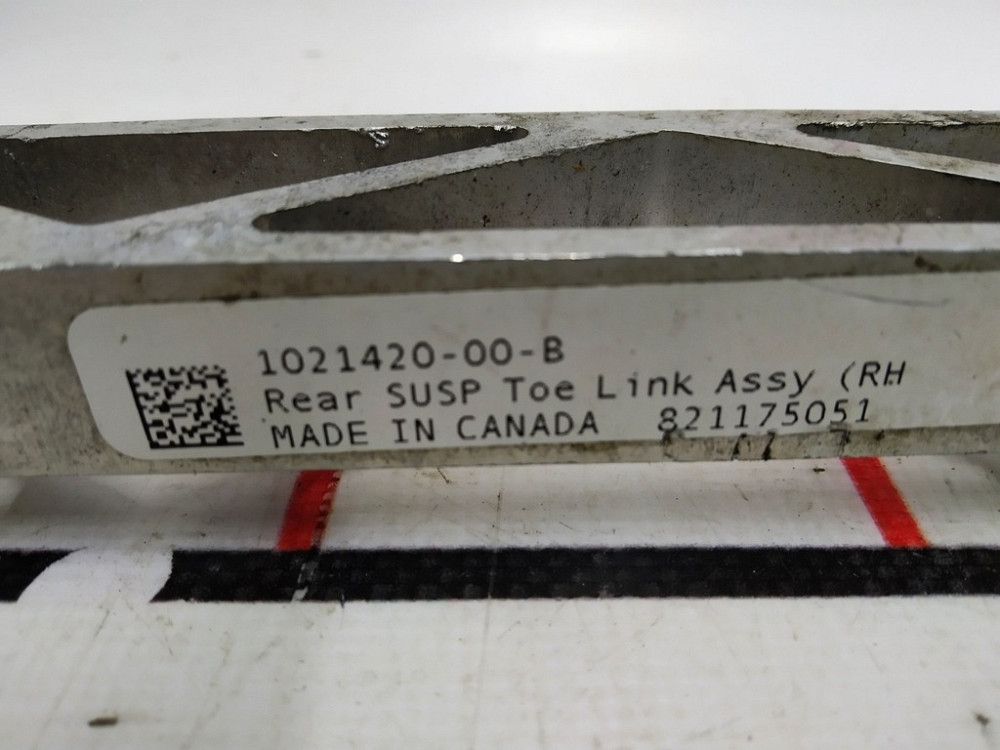 1021420-00-B
Rear SUSP Toe Link Assy (RH
MADE IN CANADA 821175051